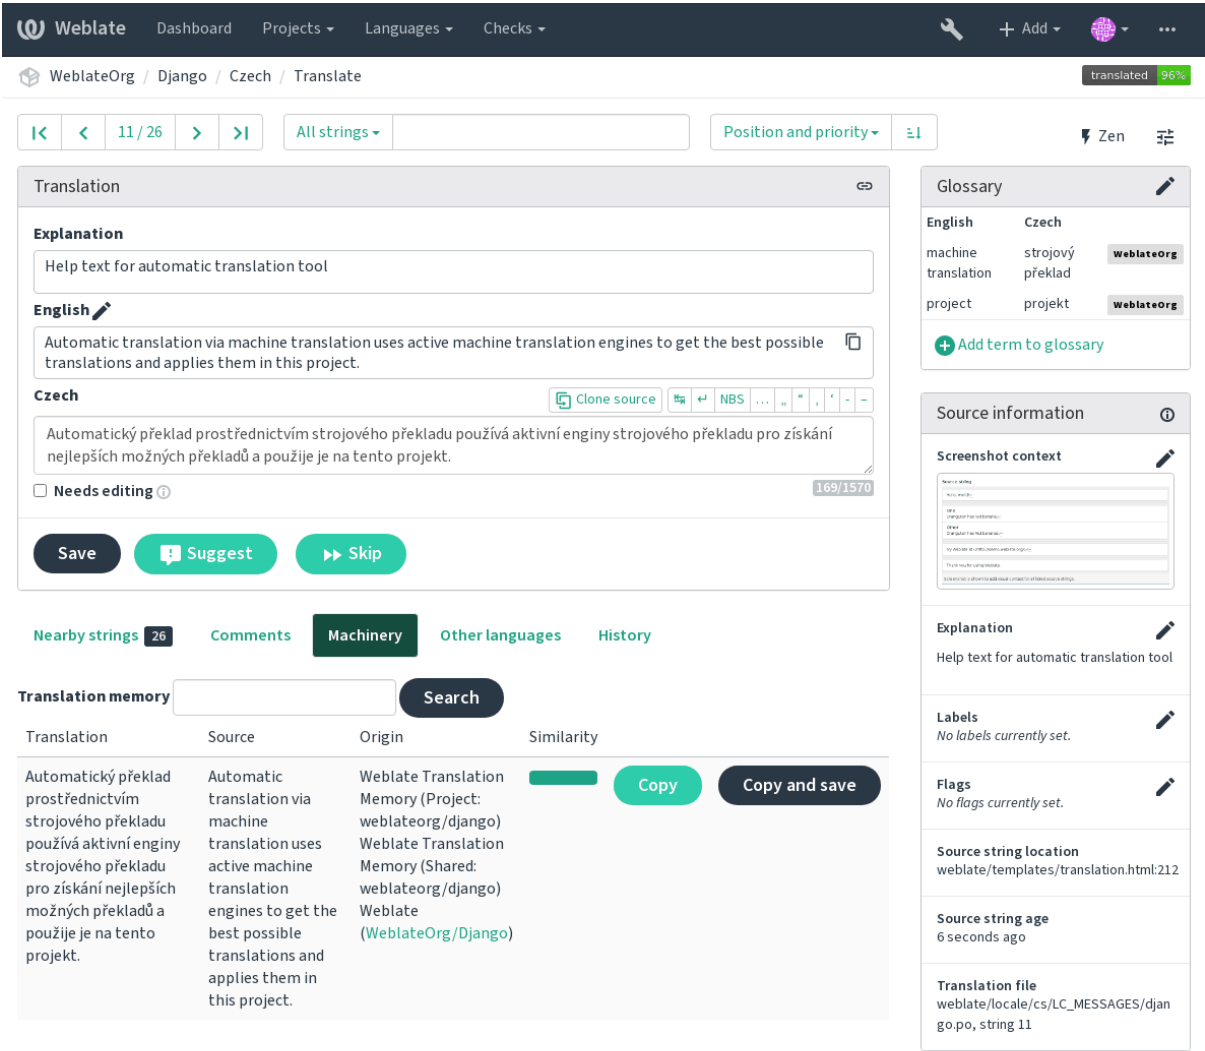 Weblate Dashboard Projects Languages Checks Add
WeblateOrg / Django / Czech / Translate translated 96%
11 / 26 All strings Position and priority Zen
Translation
Explanation
Help text for automatic translation tool
English
Automatic translation via machine translation uses active machine translation engines to get the best possible
translations and applies them in this project.
Czech Clone source NBS … „ “ ‚ ‘ - –
Automatický překlad prostřednictvím strojového překladu používá aktivní enginy strojového překladu pro získání
nejlepších možných překladů a použije je na tento projekt.
Needs editing 169/1570
Save Suggest Skip
Nearby strings 26 Comments Machinery Other languages History
Translation memory Search
Translation Source Origin Similarity
Automatický překlad
prostřednictvím
strojového překladu
používá aktivní enginy
strojového překladu
pro získání nejlepších
možných překladů a
použije je na tento
projekt.
Automatic
translation via
machine
translation uses
active machine
translation
engines to get the
best possible
translations and
applies them in
this project.
Weblate Translation
Memory (Project:
weblateorg/django)
Weblate Translation
Memory (Shared:
weblateorg/django)
Weblate
(WeblateOrg/Django)
Copy Copy and save
Glossary
English Czech
machine translation strojový překlad WeblateOrg
project projekt WeblateOrg
Add term to glossary
Source information
Screenshot context
Source string
One
Other
Thank you for using Weblate.
Explanation
Help text for automatic translation tool
Labels
No labels currently set.
Flags
No flags currently set.
Source string location
weblate/templates/translation.html:212
Source string age
6 seconds ago
Translation file
weblate/locale/cs/LC_MESSAGES/djan
go.po, string 11